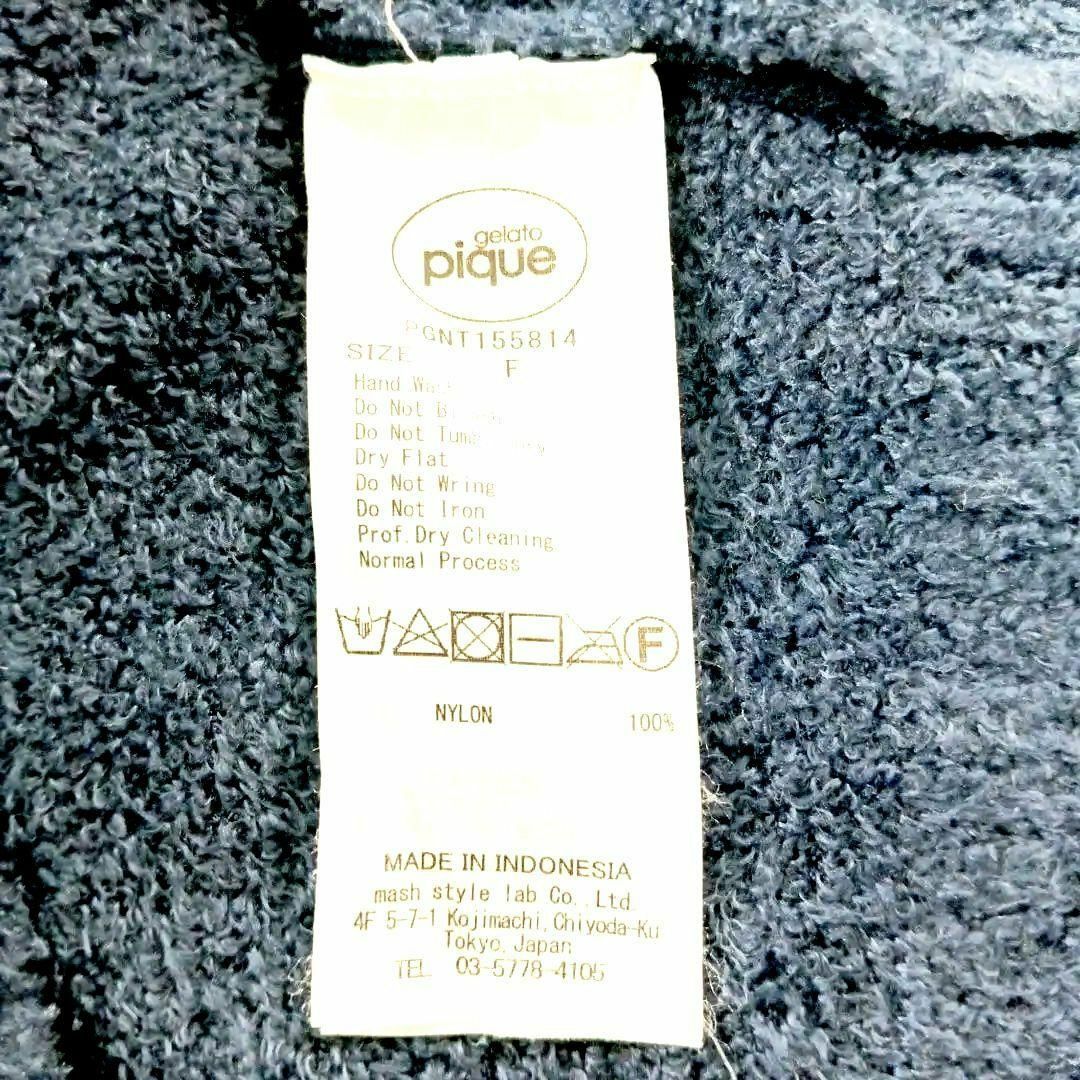 gelato
pique
PGNT155814
SIZE F
Hand
Do Not
Do Not
Dry Flat
Do Not Wring
Do Not Iron
Prof.Dry Cleaning
Normal Process
F
NYLON 100%
MADE IN INDONESIA
mash style lab Co.,Ltd.
4F 5-7-1 Kojimachi,Chiyoda-Ku
Tokyo,Japan
TEL 03-5778-4105